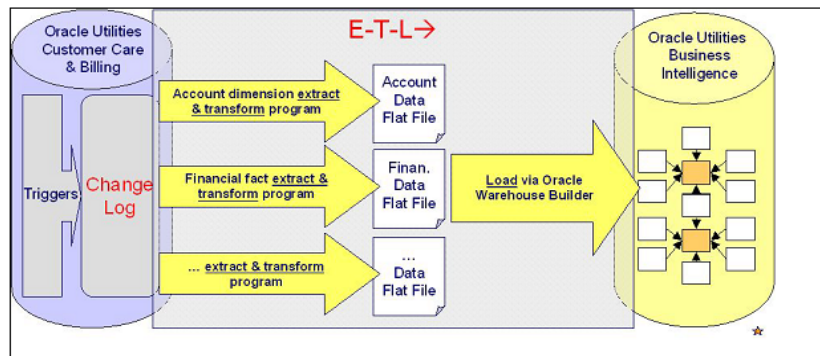 Oracle Utilities
Customer Care
& Billing
E-T-L→
Oracle Utilities
Business
Intelligence
Triggers
Change
Log
Account dimension extract
& transform program
Account
Data
Flat File
Financial fact extract &
transform program
Finan.
Data
Flat File
... extract & transform
program
...
Data
Flat File
Load via Oracle
Warehouse Builder